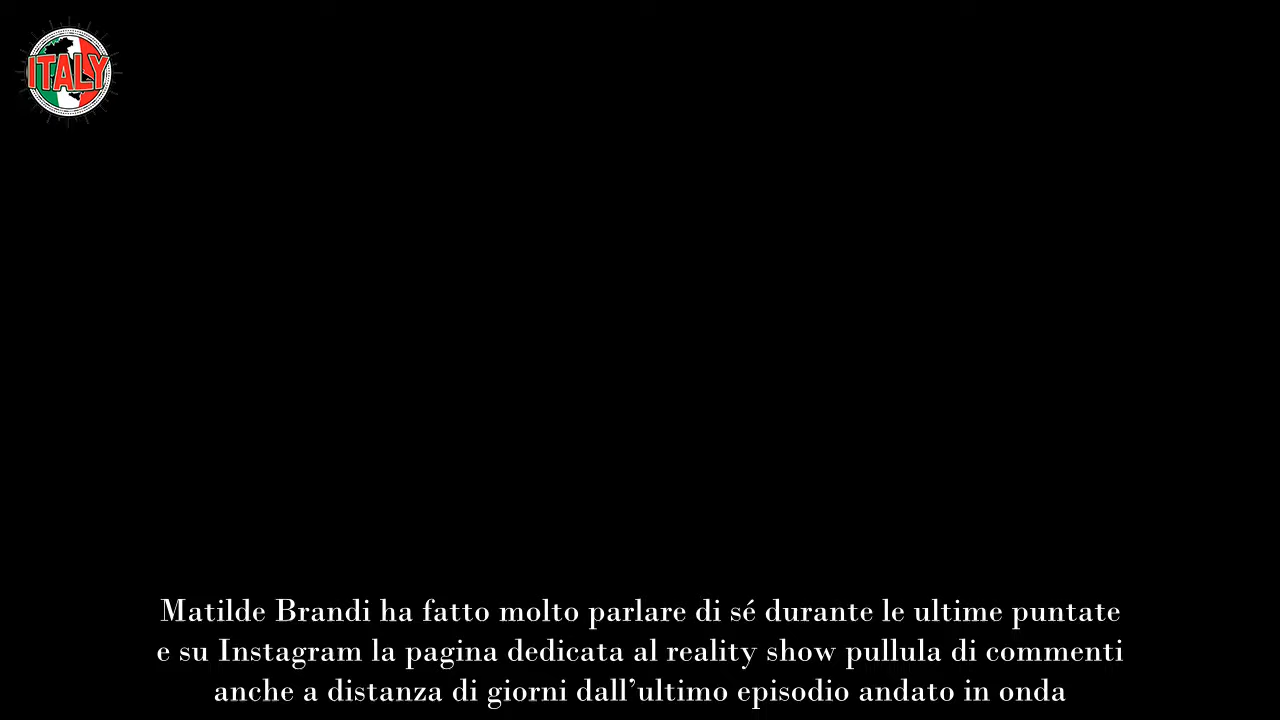 ITALY
Matilde Brandi ha fatto molto parlare di sé durante le ultime puntate
e su Instagram la pagina dedicata al reality show pullula di commenti
anche a distanza di giorni dall’ultimo episodio andato in onda